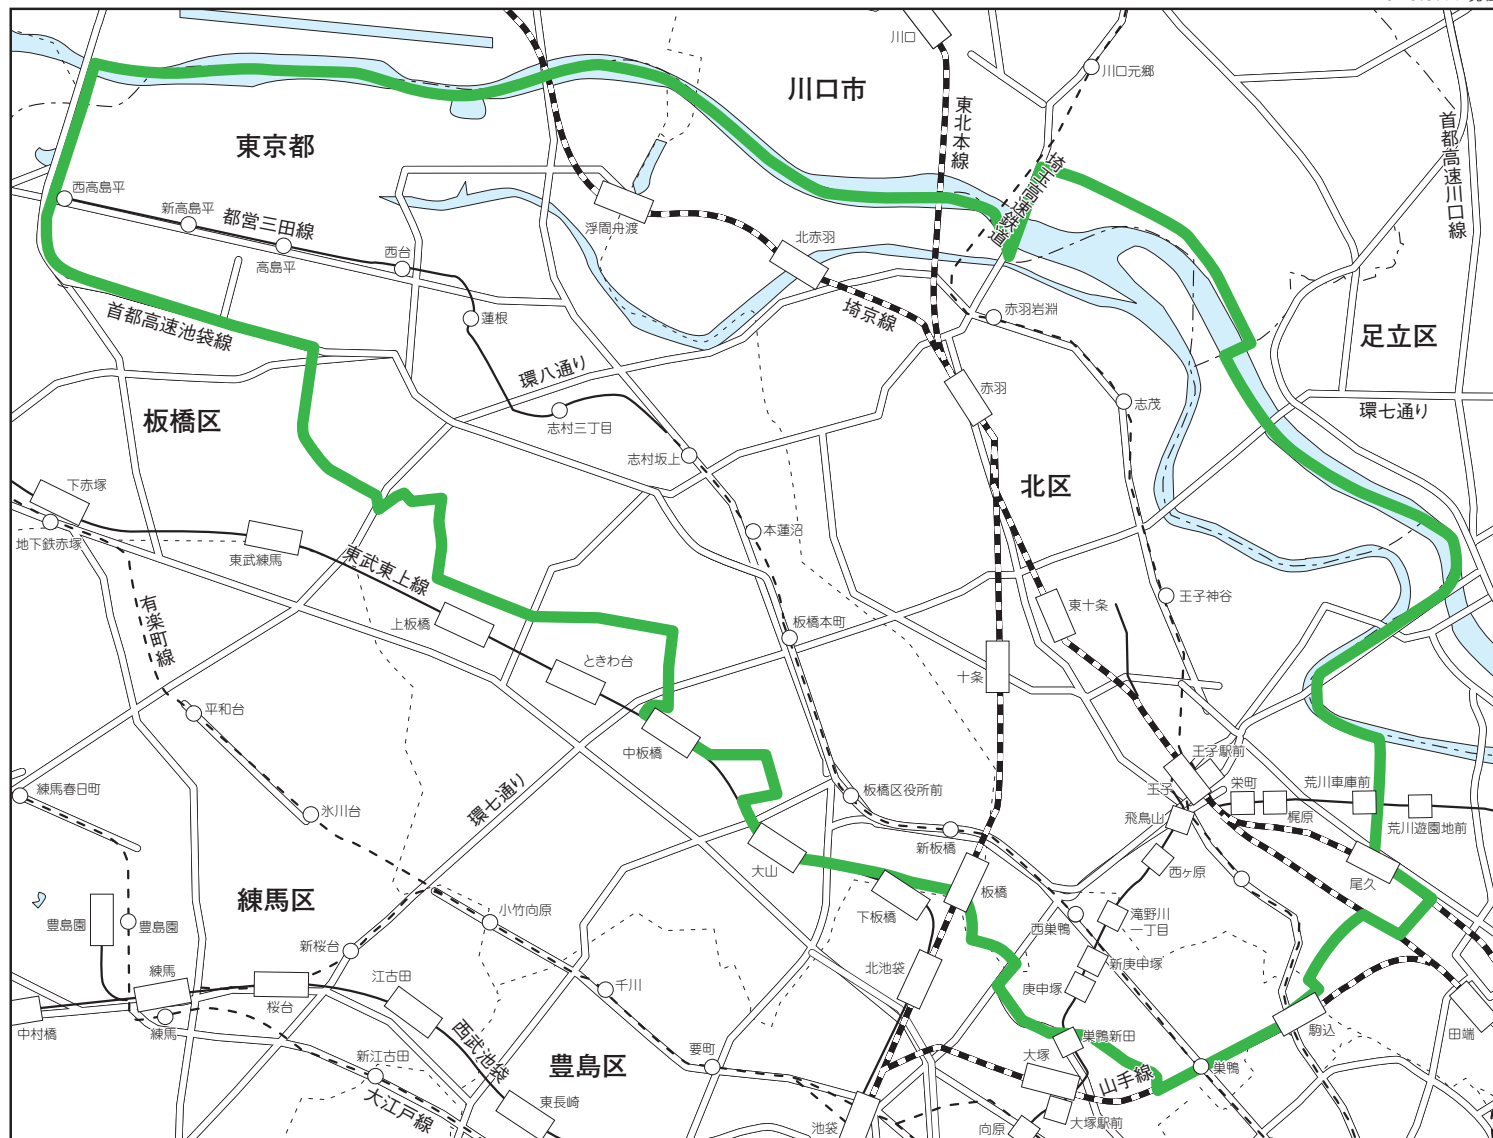 川口
川口元郷
川口市
東北本線
首都高速川口線
東京都
埼玉高速鉄道
西高島平
新高島平
都営三田線
高島平
西台
浮間舟渡
北赤羽
首都高速池袋線
蓮根
埼京線
赤羽岩淵
足立区
環八通り
赤羽
志茂
環七通り
板橋区
志村三丁目
志村坂上
北区
下赤塚
地下鉄赤塚
東武練馬
東武東上線
本蓮沼
有楽町線
上板橋
ときわ台
板橋本町
東十条
王子神谷
十条
平和台
中板橋
王子駅前
練馬春日町
氷川台
環七通り
板橋区役所前
王子
栄町
梶原
荒川車庫前
荒川遊園地前
飛鳥山
新板橋
西ヶ原
大山
板橋
下板橋
尾久
練馬区
豊島園
豊島園
小竹向原
新桜台
西巣鴨
滝野川
一丁目
練馬
江古田
千川
北池袋
新庚申塚
庚申塚
桜台
中村橋
練馬
新江古田
西武池袋
豊島区
要町
大塚
巣鴨新田
駒込
田端
大江戸線
東長崎
山手線
巣鴨
池袋
向原
大塚駅前